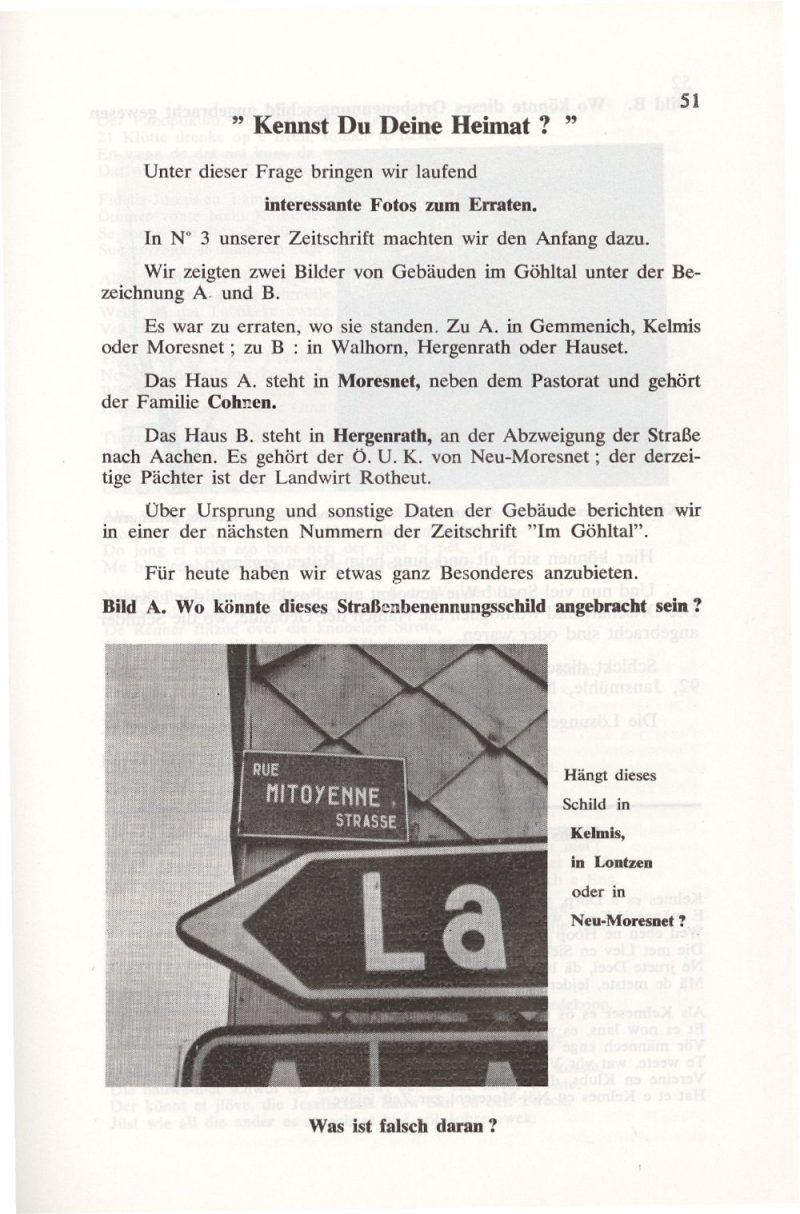 51
" Kennst Du Deine Heimat ? "
Unter dieser Frage bringen wir laufend
interessante Fotos zum Erraten.
In N° 3 unserer Zeitschrift machten wir den Anfang dazu.
Wir zeigten zwei Bilder von Gebäuden im Göhltal unter der Be-
zeichnung A. und B.
Es war zu erraten, wo sie standen. Zu A. in Gemmenich, Kelmis
oder Moresnet ; zu B : in Walhorn, Hergenrath oder Hauset.
Das Haus A. steht in Moresnet, neben dem Pastorat und gehört
der Familie Cohnen.
Das Haus B. steht in Hergenrath, an der Abzweigung der Straße
nach Aachen. Es gehört der Ö. U. K. von Neu-Moresnet ; der derzei-
tige Pächter ist der Landwirt Rotheut.
Über Ursprung und sonstige Daten der Gebäude berichten wir
in einer der nächsten Nummern der Zeitschrift "Im Göhltal".
Für heute haben wir etwas ganz Besonderes anzubieten.
Bild A. Wo könnte dieses Straßenbenennungsschild angebracht sein ?
RUE
MITOYENNE
STRASSE
La
Hängt dieses
Schild in
Kelmis,
in Lontzen
oder in
Neu-Moresnet ?
Was ist falsch daran ?